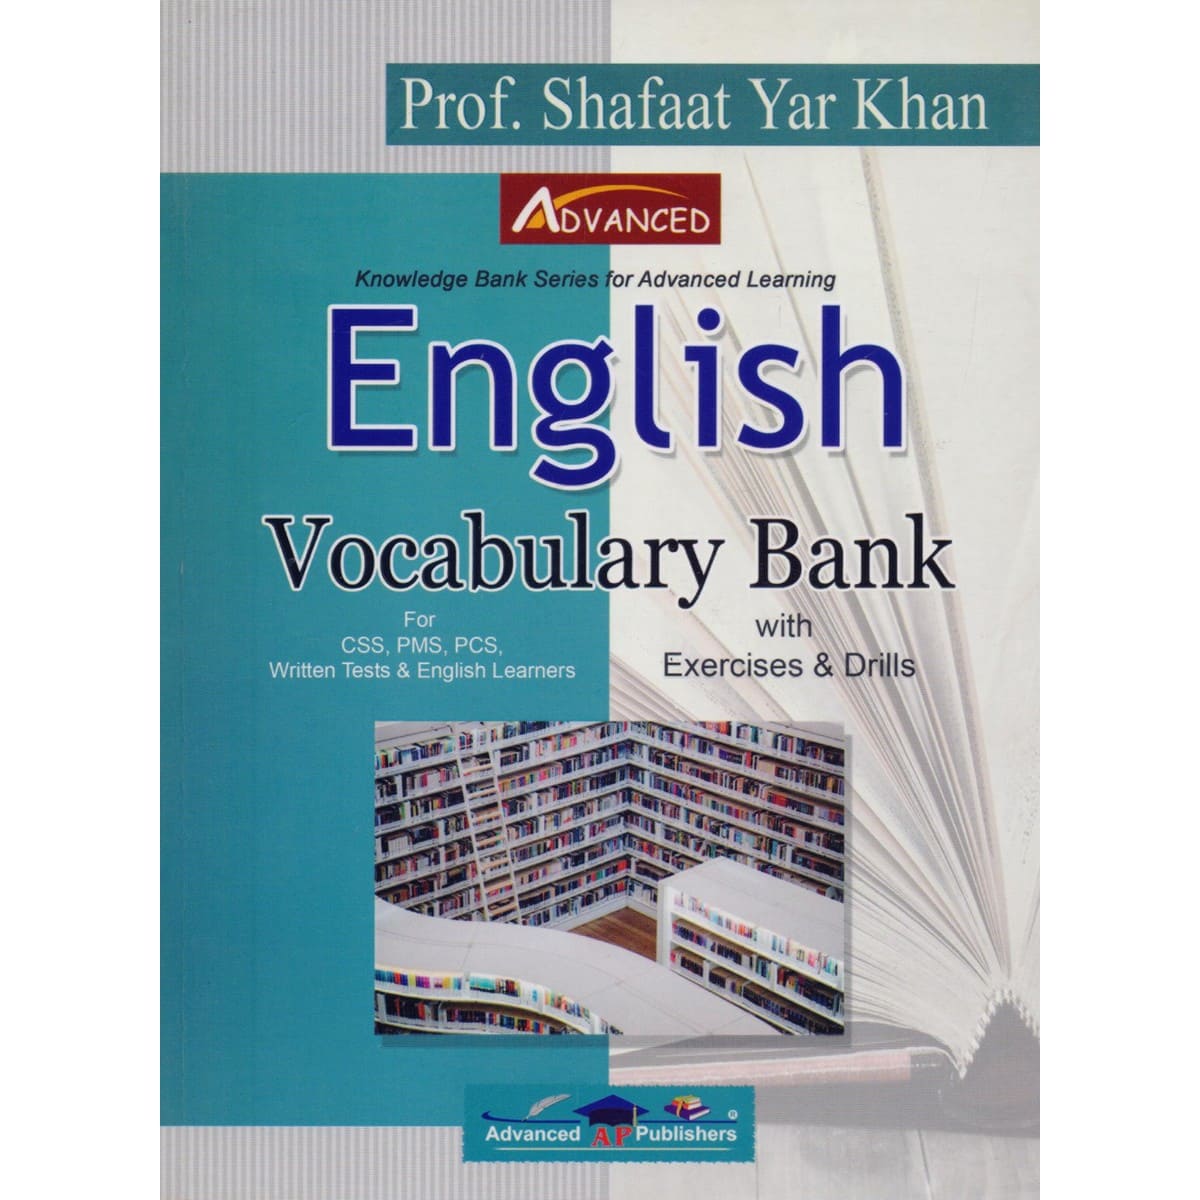 Prof. Shafaat Yar Khan
ADVANCED
Knowledge Bank Series for Advanced Learning
English
Vocabulary Bank
For
CSS, PMS, PCS,
Written Tests & English Learners
with
Exercises & Drills
Advanced AP Publishers ®